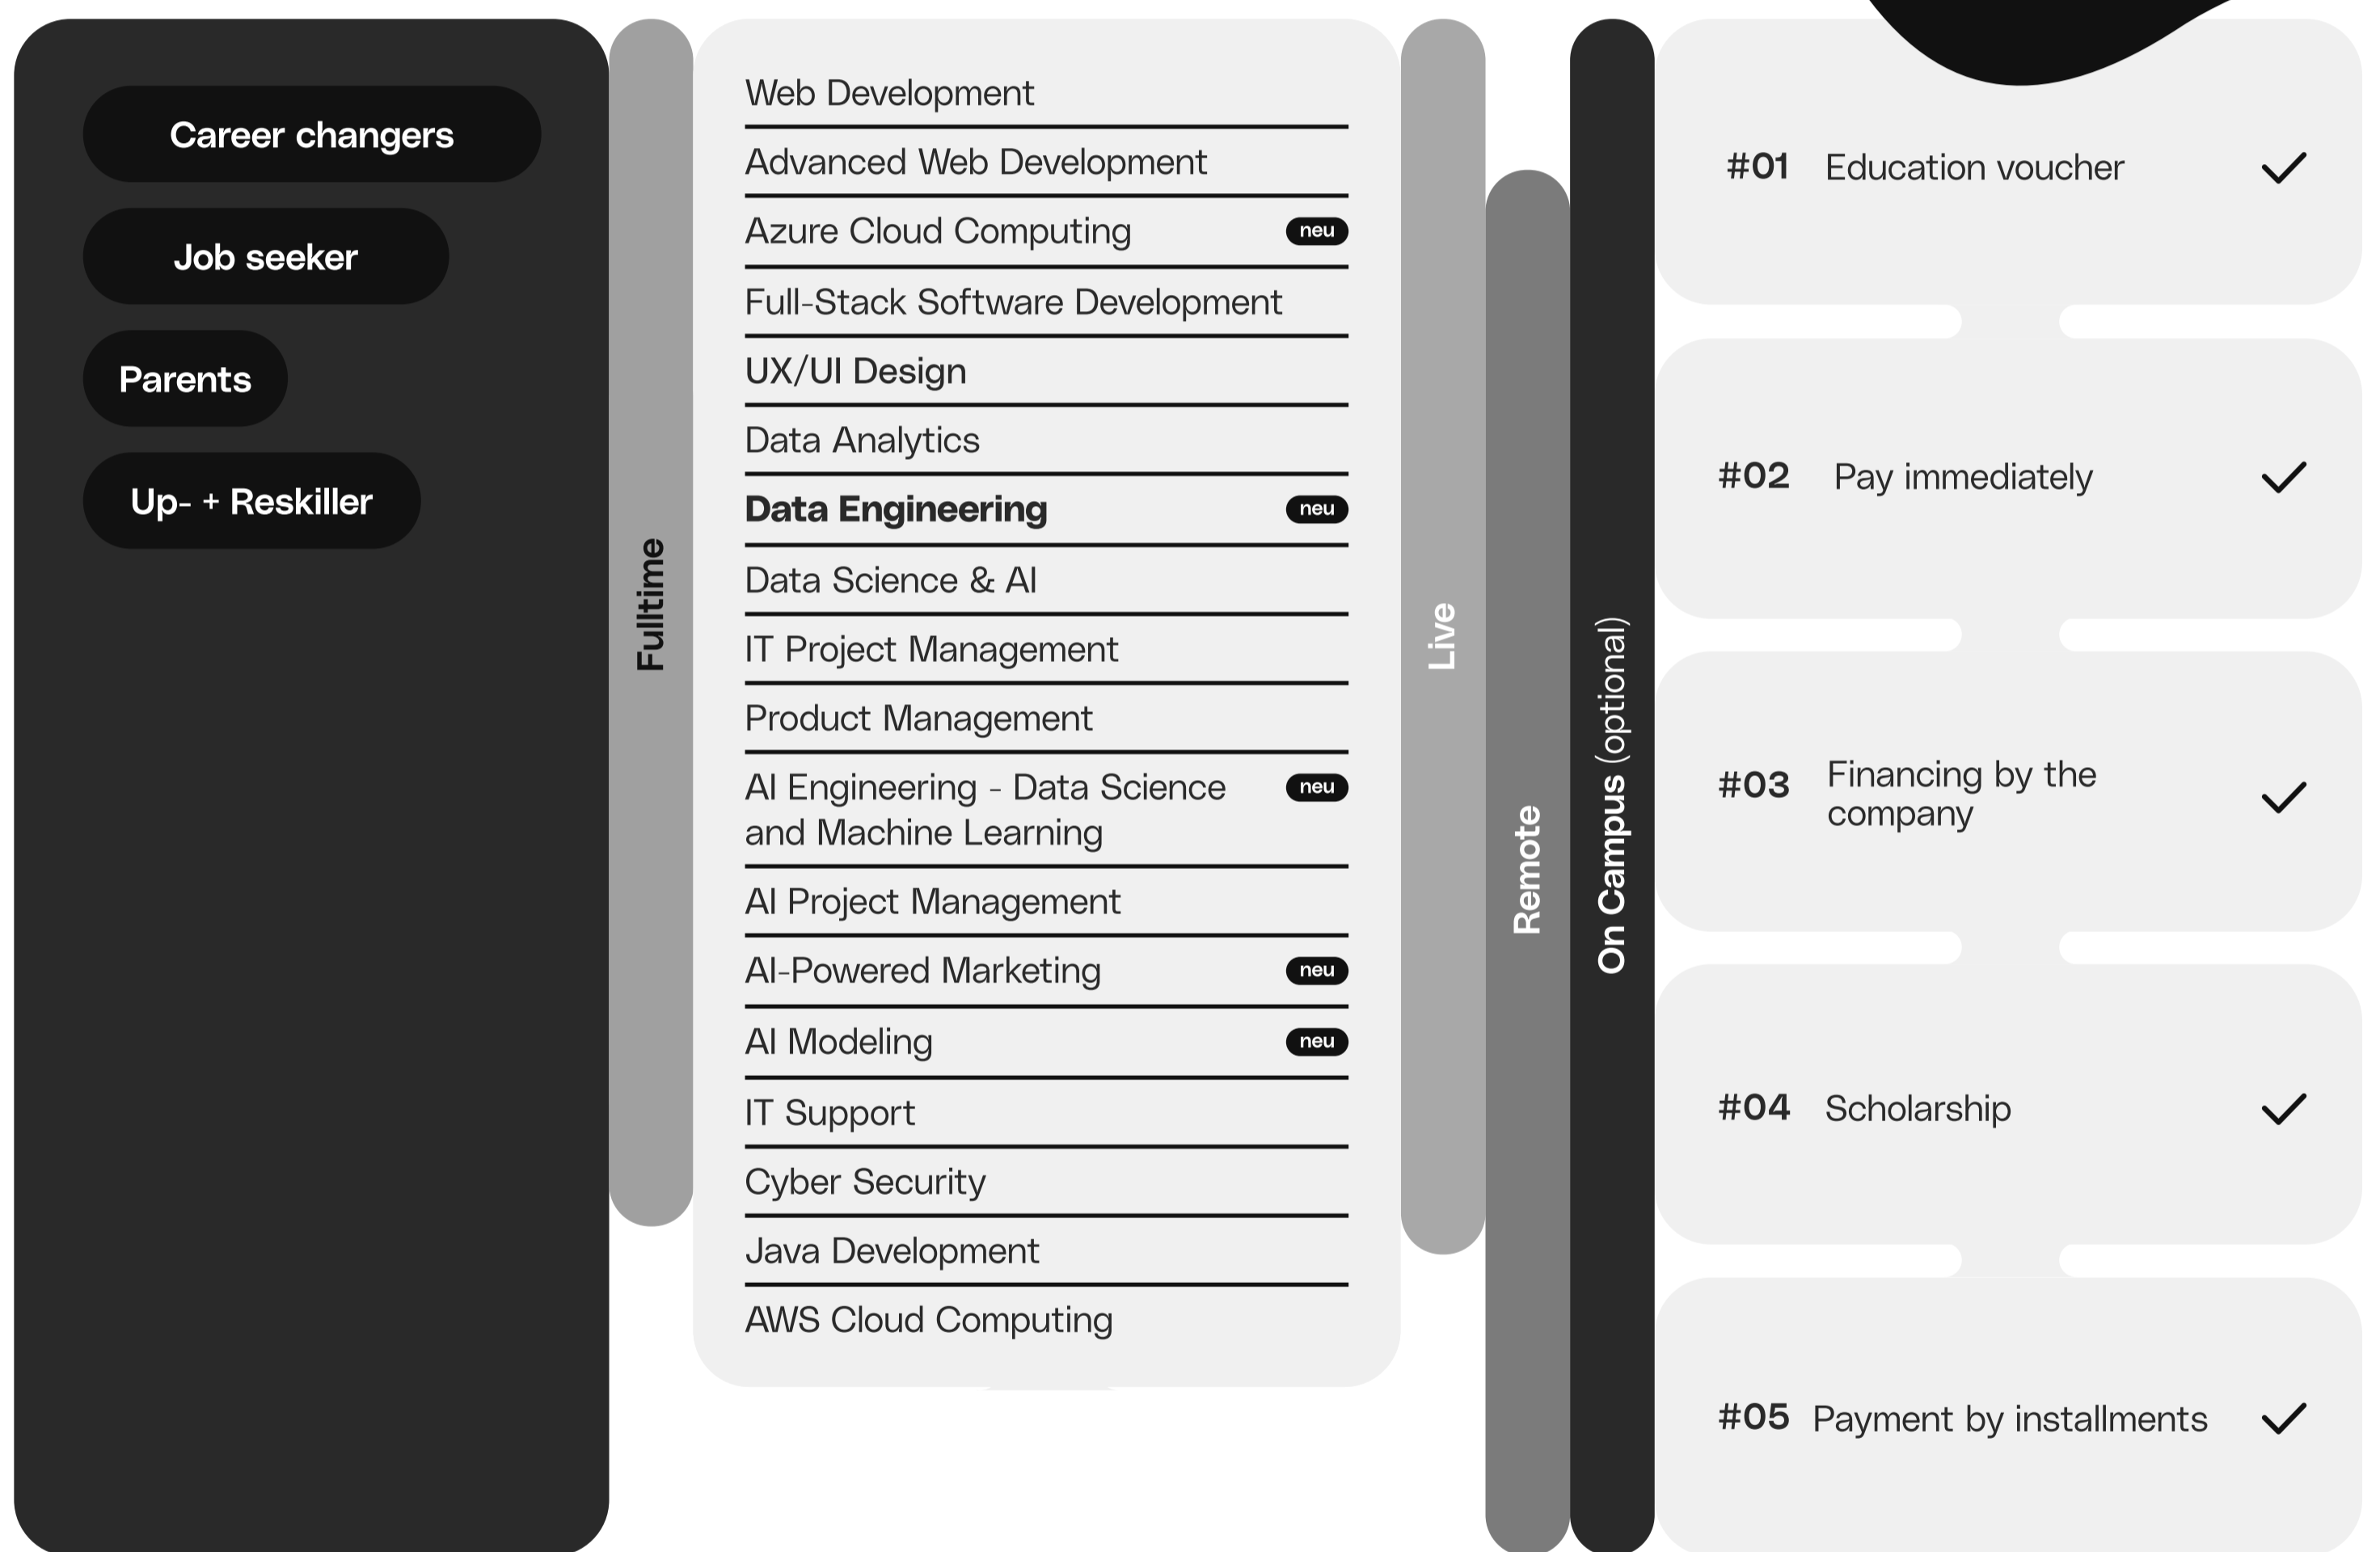 Career changers
Job seeker
Parents
Up- + Reskiller
Fulltime
Web Development
Advanced Web Development
Azure Cloud Computing neu
Full-Stack Software Development
UX/UI Design
Data Analytics
Data Engineering neu
Data Science & AI
IT Project Management
Product Management
AI Engineering - Data Science neu
and Machine Learning
AI Project Management
AI-Powered Marketing neu
AI Modeling neu
IT Support
Cyber Security
Java Development
AWS Cloud Computing
Live
Remote
On Campus (optional)
#01 Education voucher
#02 Pay immediately
#03 Financing by the
company
#04 Scholarship
#05 Payment by installments